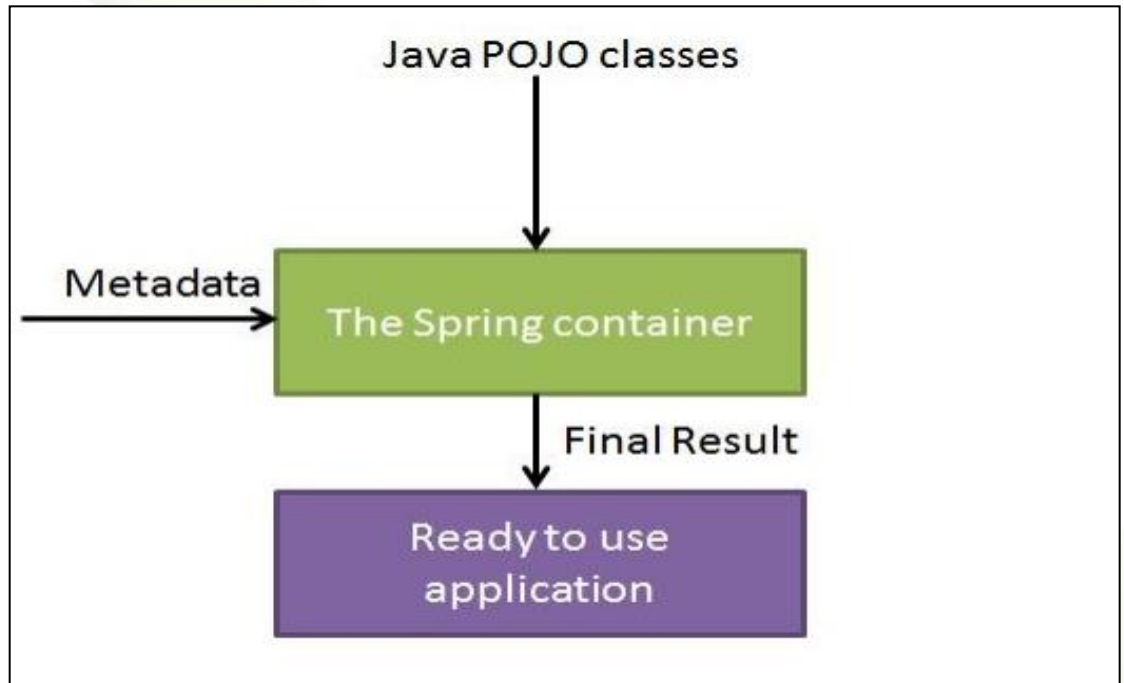 Java POJO classes
Metadata
The Spring container
Final Result
Ready to use
application